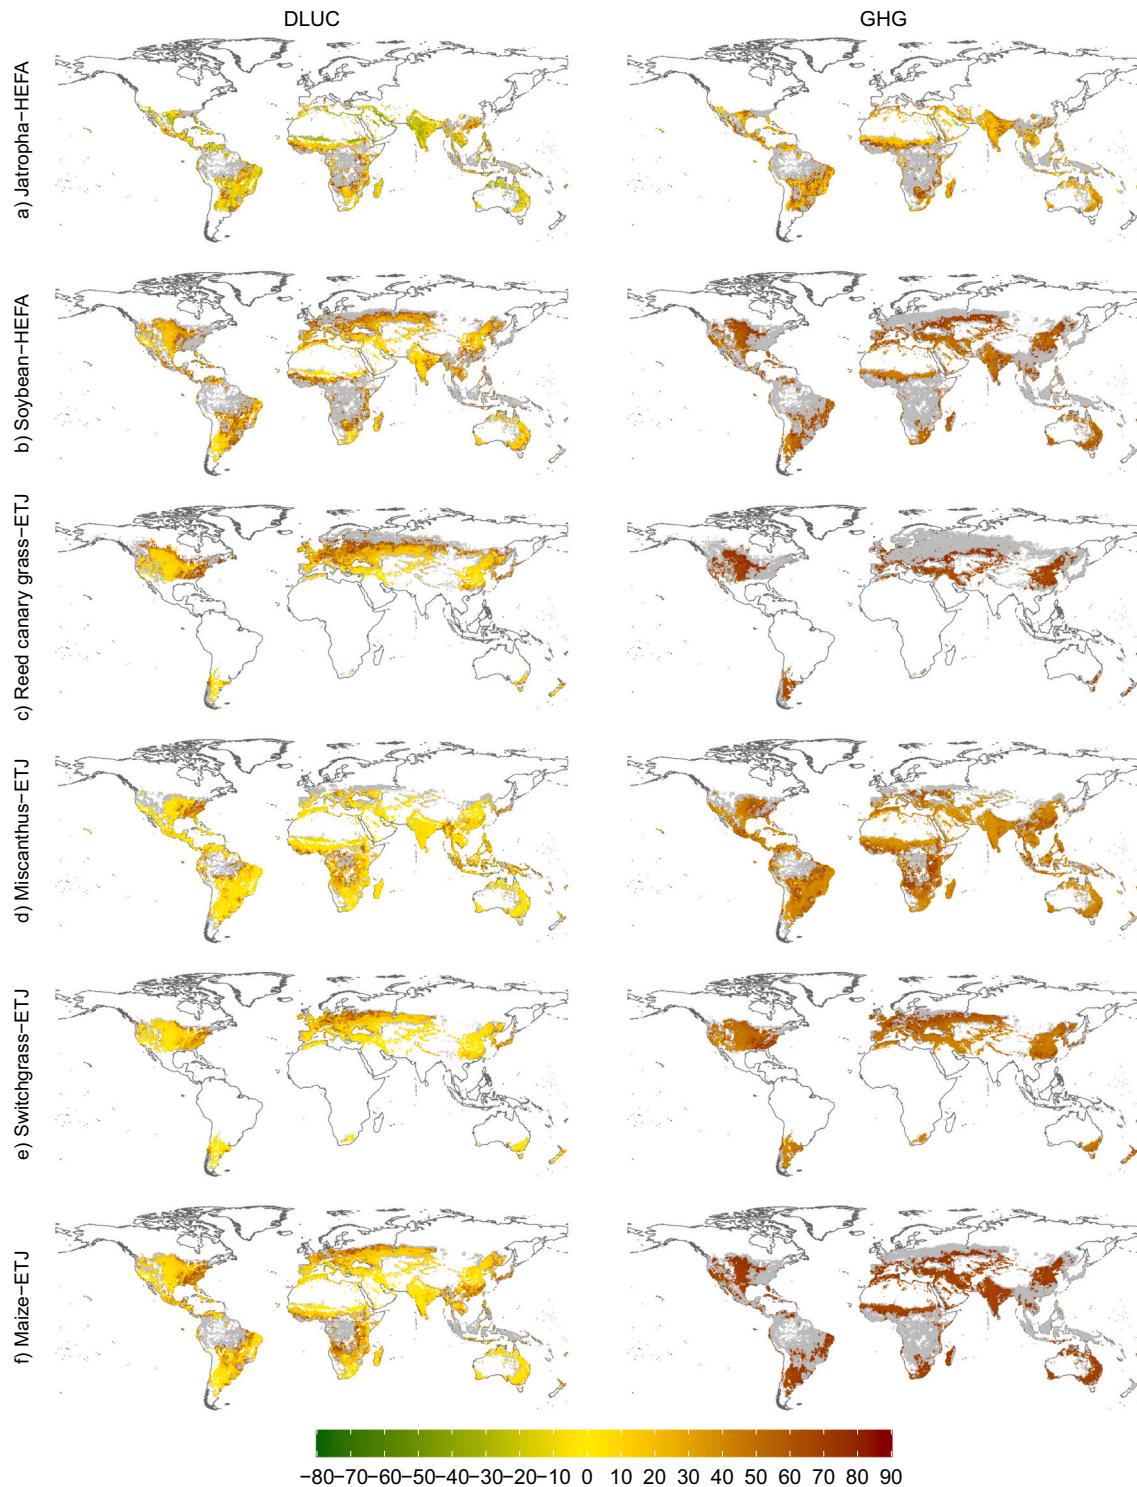 DLUC GHG
a) Jatropha−HEFA
b) Soybean−HEFA
c) Reed canary grass−ETJ
d) Miscanthus−ETJ
e) Switchgrass−ETJ
f) Maize−ETJ
−80 −70 −60 −50 −40 −30 −20 −10 0 10 20 30 40 50 60 70 80 90